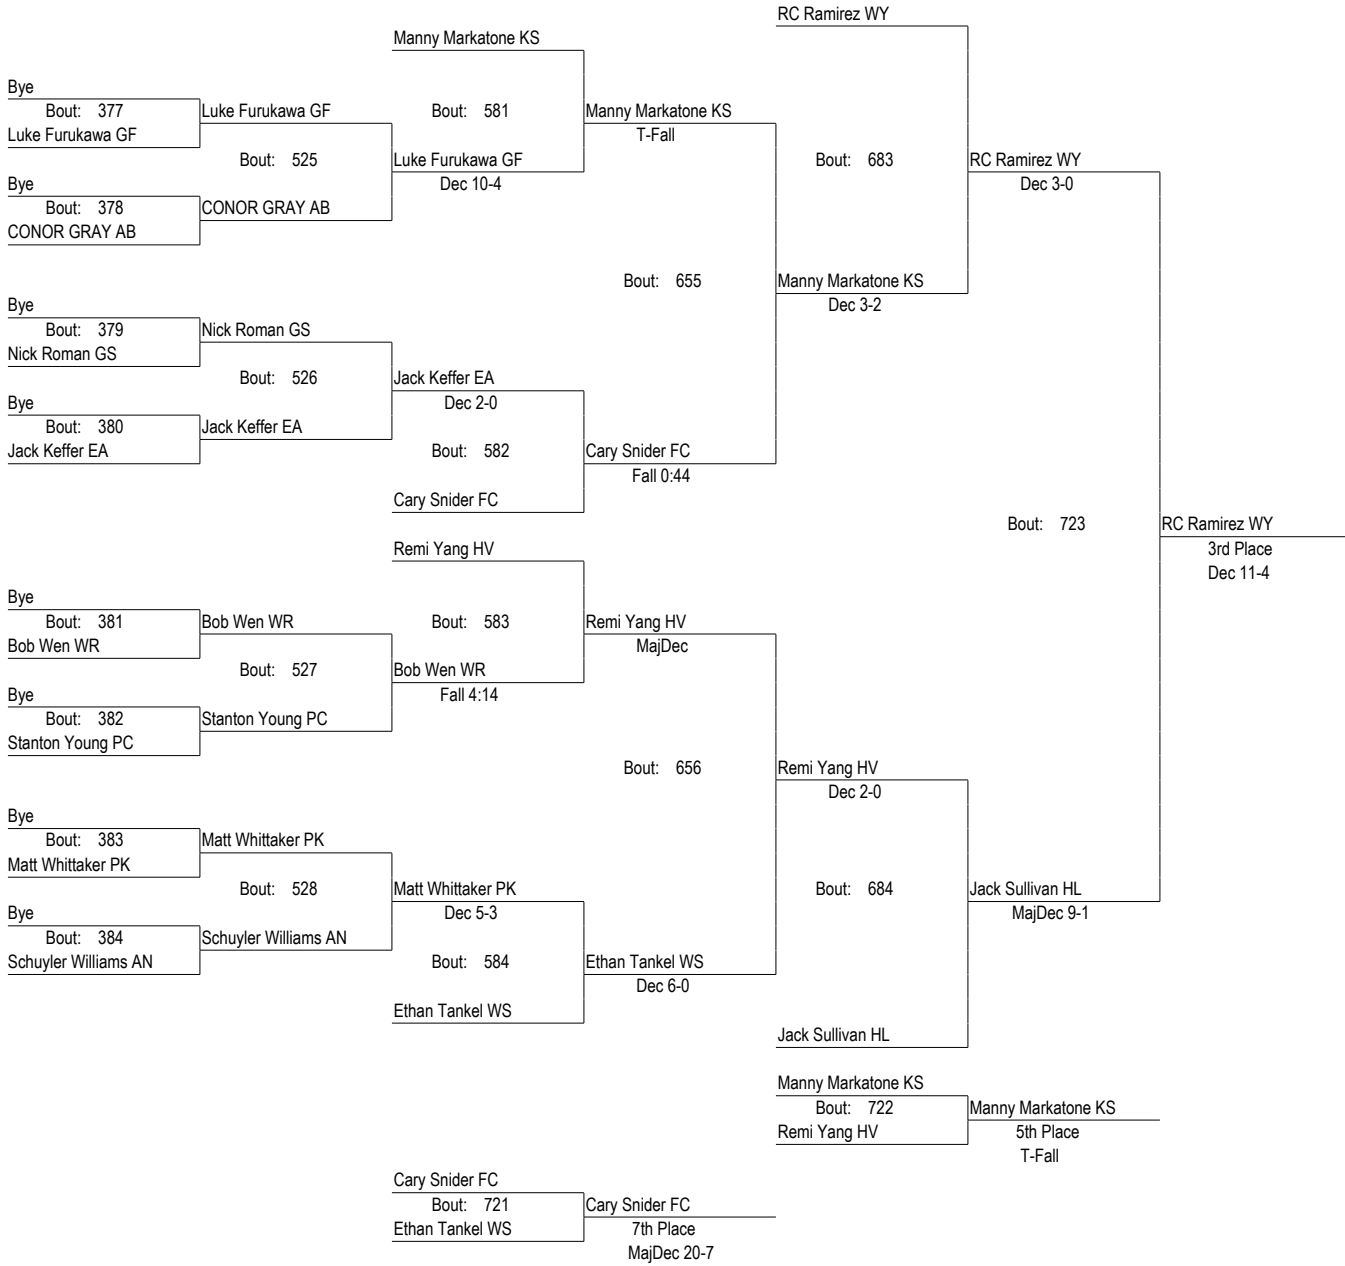 RC Ramirez WY
Manny Markatone KS
Bye
Bout: 377
Luke Furukawa GF
Bout: 581
Manny Markatone KS
Luke Furukawa GF
T-Fall
Bout: 525
Luke Furukawa GF
Bout: 683
RC Ramirez WY
Bye
Dec 10-4
Dec 3-0
Bout: 378
CONOR GRAY AB
CONOR GRAY AB
Bout: 655
Manny Markatone KS
Bye
Dec 3-2
Bout: 379
Nick Roman GS
Nick Roman GS
Bout: 526
Jack Keffer EA
Bye
Dec 2-0
Bout: 380
Jack Keffer EA
Jack Keffer EA
Bout: 582
Cary Snider FC
Fall 0:44
Cary Snider FC
Bout: 723
RC Ramirez WY
Remi Yang HV
3rd Place
Dec 11-4
Bye
Bout: 381
Bob Wen WR
Bout: 583
Remi Yang HV
Bob Wen WR
MajDec
Bout: 527
Bob Wen WR
Bye
Fall 4:14
Bout: 382
Stanton Young PC
Stanton Young PC
Bout: 656
Remi Yang HV
Dec 2-0
Bye
Bout: 383
Matt Whittaker PK
Matt Whittaker PK
Bout: 528
Matt Whittaker PK
Bout: 684
Jack Sullivan HL
Bye
Dec 5-3
MajDec 9-1
Bout: 384
Schuyler Williams AN
Schuyler Williams AN
Bout: 584
Ethan Tankel WS
Dec 6-0
Ethan Tankel WS
Jack Sullivan HL
Manny Markatone KS
Bout: 722
Manny Markatone KS
Remi Yang HV
5th Place
T-Fall
Cary Snider FC
Bout: 721
Cary Snider FC
Ethan Tankel WS
7th Place
MajDec 20-7